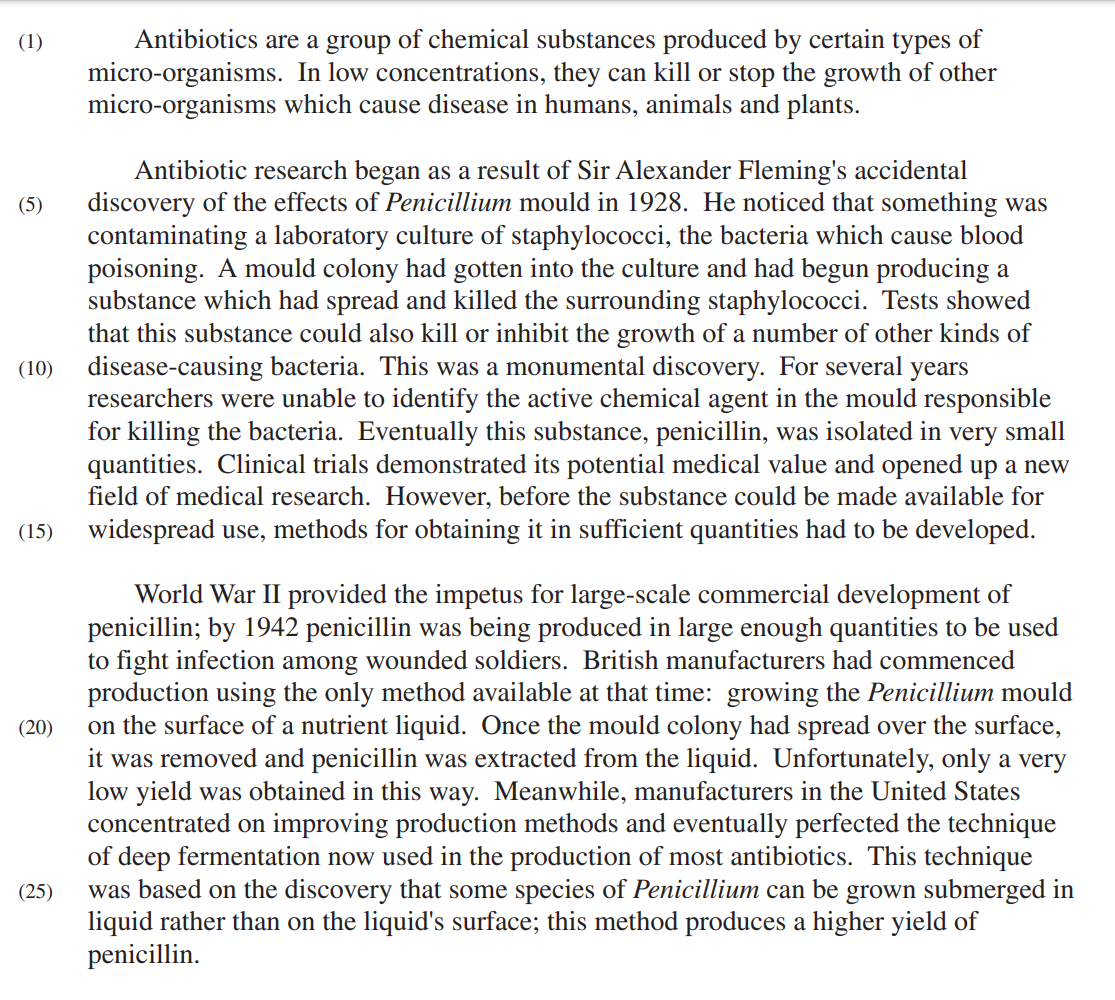 (1) Antibiotics are a group of chemical substances produced by certain types of
micro-organisms. In low concentrations, they can kill or stop the growth of other
micro-organisms which cause disease in humans, animals and plants.
Antibiotic research began as a result of Sir Alexander Fleming's accidental
(5) discovery of the effects of Penicillium mould in 1928. He noticed that something was
contaminating a laboratory culture of staphylococci, the bacteria which cause blood
poisoning. A mould colony had gotten into the culture and had begun producing a
substance which had spread and killed the surrounding staphylococci. Tests showed
that this substance could also kill or inhibit the growth of a number of other kinds of
(10) disease-causing bacteria. This was a monumental discovery. For several years
researchers were unable to identify the active chemical agent in the mould responsible
for killing the bacteria. Eventually this substance, penicillin, was isolated in very small
quantities. Clinical trials demonstrated its potential medical value and opened up a new
field of medical research. However, before the substance could be made available for
(15) widespread use, methods for obtaining it in sufficient quantities had to be developed.
World War II provided the impetus for large-scale commercial development of
penicillin; by 1942 penicillin was being produced in large enough quantities to be used
to fight infection among wounded soldiers. British manufacturers had commenced
production using the only method available at that time: growing the Penicillium mould
(20) on the surface of a nutrient liquid. Once the mould colony had spread over the surface,
it was removed and penicillin was extracted from the liquid. Unfortunately, only a very
low yield was obtained in this way. Meanwhile, manufacturers in the United States
concentrated on improving production methods and eventually perfected the technique
of deep fermentation now used in the production of most antibiotics. This technique
(25) was based on the discovery that some species of Penicillium can be grown submerged in
liquid rather than on the liquid's surface; this method produces a higher yield of
penicillin.